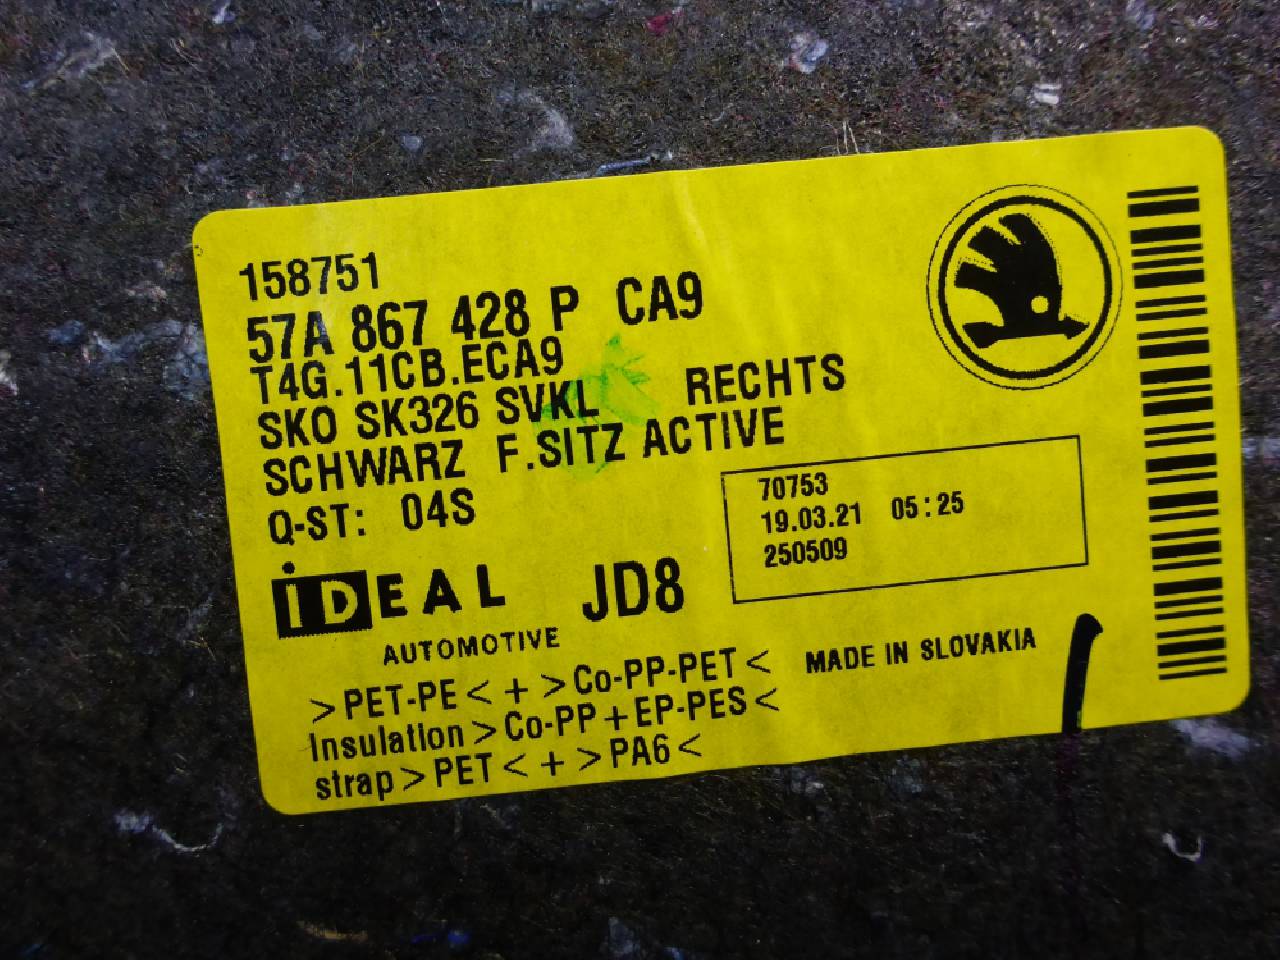 158751
57A 867 428 P CA9
T4G.11CB.ECA9
SKO SK326 SVKL RECHTS
SCHWARZ F.SITZ ACTIVE
Q-ST: 04S
70753
19.03.21 05:25
250509
iDEAL JD8
AUTOMOTIVE
>PET-PE< + >Co-PP-PET< MADE IN SLOVAKIA
Insulation >Co-PP+EP-PES<
strap >PET< + >PA6<